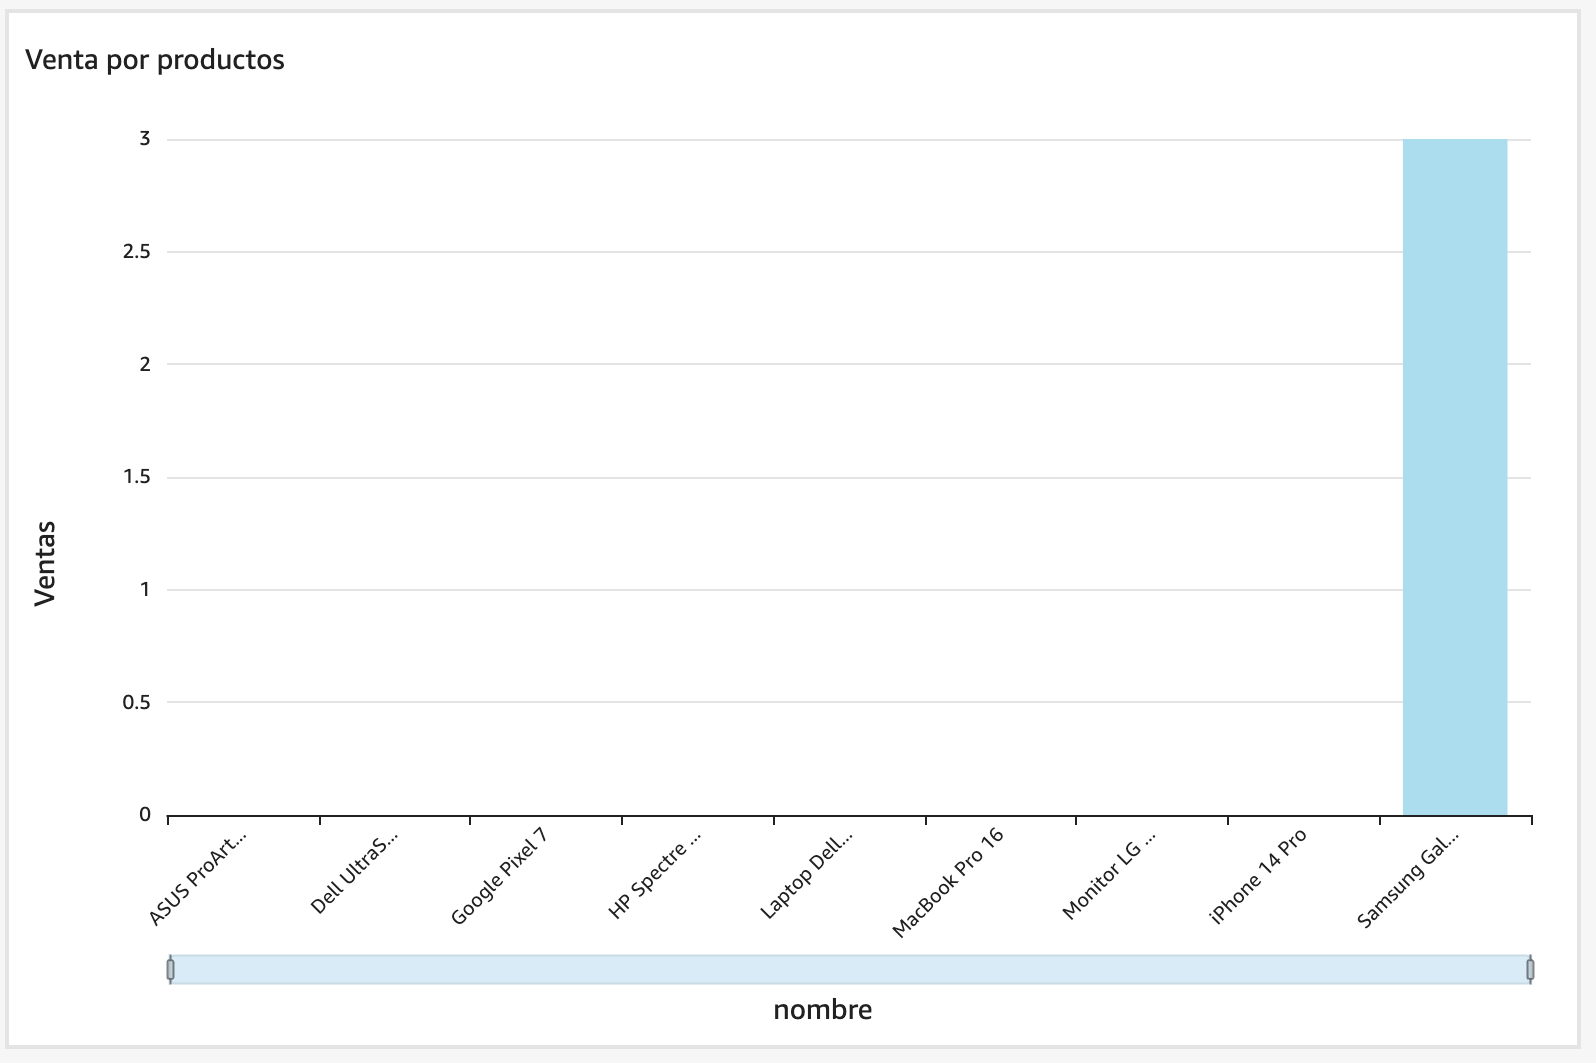 Venta por productos
3
2.5
2
1.5
1
0.5
0
Ventas
ASUS ProArt...
Dell UltraS...
Google Pixel 7
HP Spectre ...
Laptop Dell...
MacBook Pro 16
Monitor LG ...
iPhone 14 Pro
Samsung Gal...
nombre